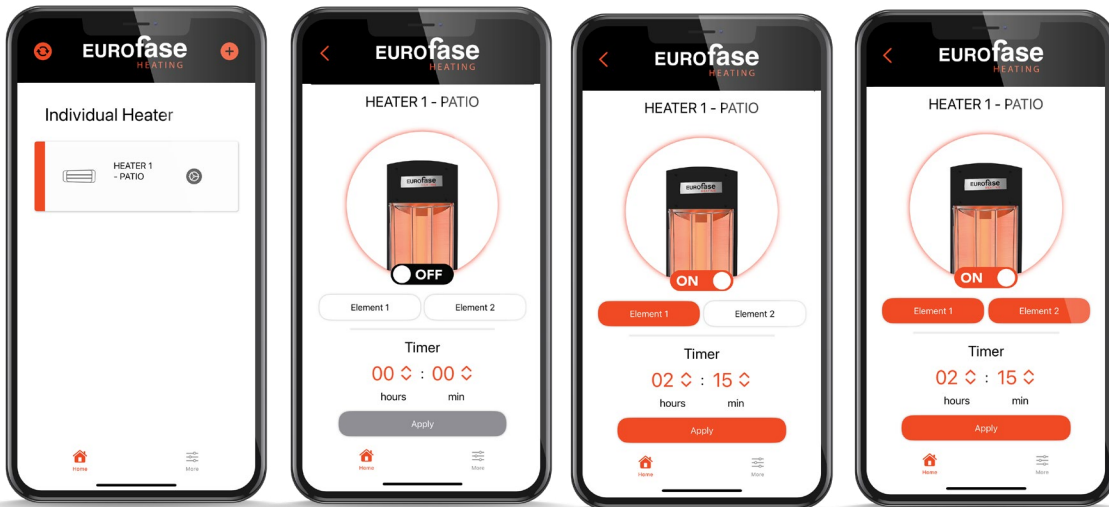 EUROfase
HEATING
Individual Heater
HEATER 1
- PATIO
Home
More
EUROfase
HEATING
HEATER 1 - PATIO
EUROfase
HEATING
OFF
Element 1
Element 2
Timer
00 : 00
hours
min
Apply
Home
More
EUROfase
HEATING
HEATER 1 - PATIO
EUROfase
HEATING
ON
Element 1
Element 2
Timer
02 : 15
hours
min
Apply
Home
More
EUROfase
HEATING
HEATER 1 - PATIO
EUROfase
HEATING
ON
Element 1
Element 2
Timer
02 : 15
hours
min
Apply
Home
More